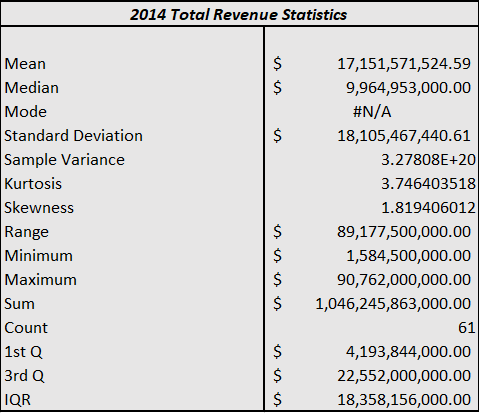 2014 Total Revenue Statistics
Mean $ 17,151,571,524.59
Median $ 9,964,953,000.00
Mode #N/A
Standard Deviation $ 18,105,467,440.61
Sample Variance 3.27808E+20
Kurtosis 3.746403518
Skewness 1.819406012
Range $ 89,177,500,000.00
Minimum $ 1,584,500,000.00
Maximum $ 90,762,000,000.00
Sum $ 1,046,245,863,000.00
Count 61
1st Q $ 4,193,844,000.00
3rd Q $ 22,552,000,000.00
IQR $ 18,358,156,000.00